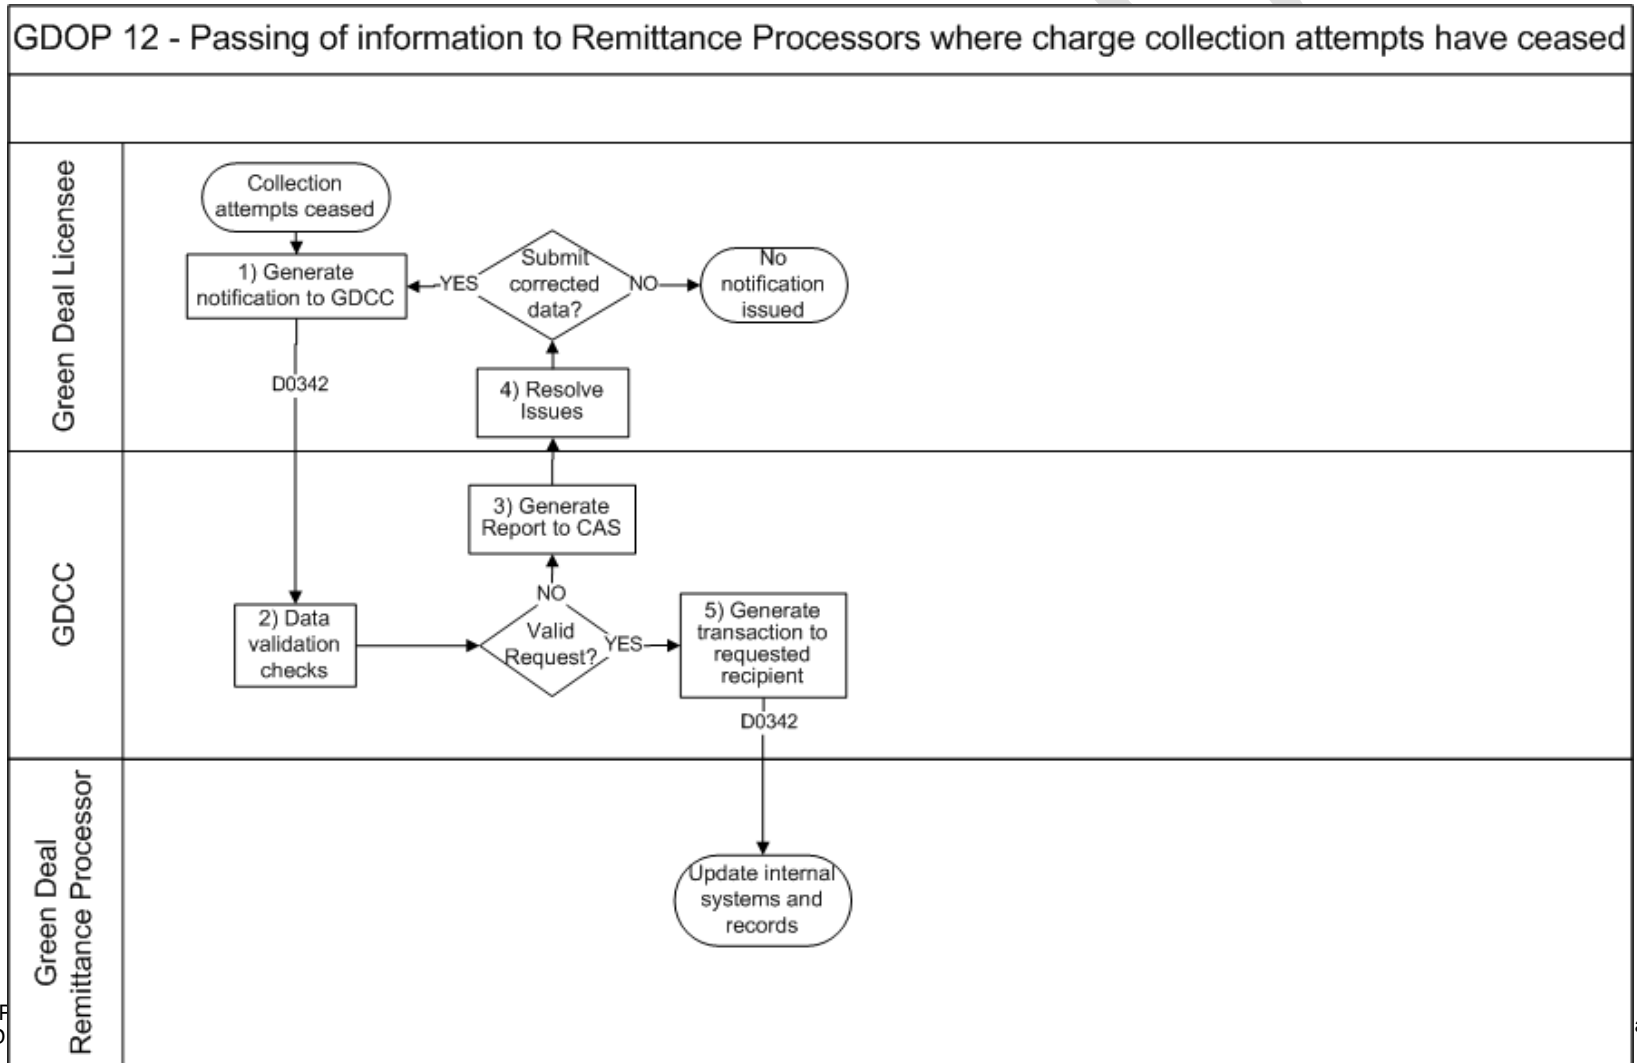 GDOP 12 - Passing of information to Remittance Processors where charge collection attempts have ceased
Green Deal Licensee
Collection
attempts ceased
1) Generate
notification to GDCC
YES
Submit
corrected
data?
NO
No
notification
issued
D0342
4) Resolve
Issues
GDCC
3) Generate
Report to CAS
NO
2) Data
validation
checks
Valid
Request?
YES
5) Generate
transaction to
requested
recipient
D0342
Green Deal
Remittance Processor
Update internal
systems and
records